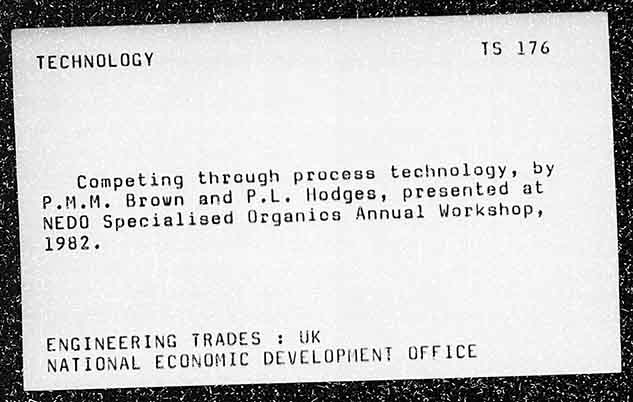 TECHNOLOGY TS 176
Competing through process technology, by
P.M.M. Brown and P.L. Hodges, presented at
NEDO Specialised Organics Annual Workshop,
1982.
ENGINEERING TRADES : UK
NATIONAL ECONOMIC DEVELOPMENT OFFICE